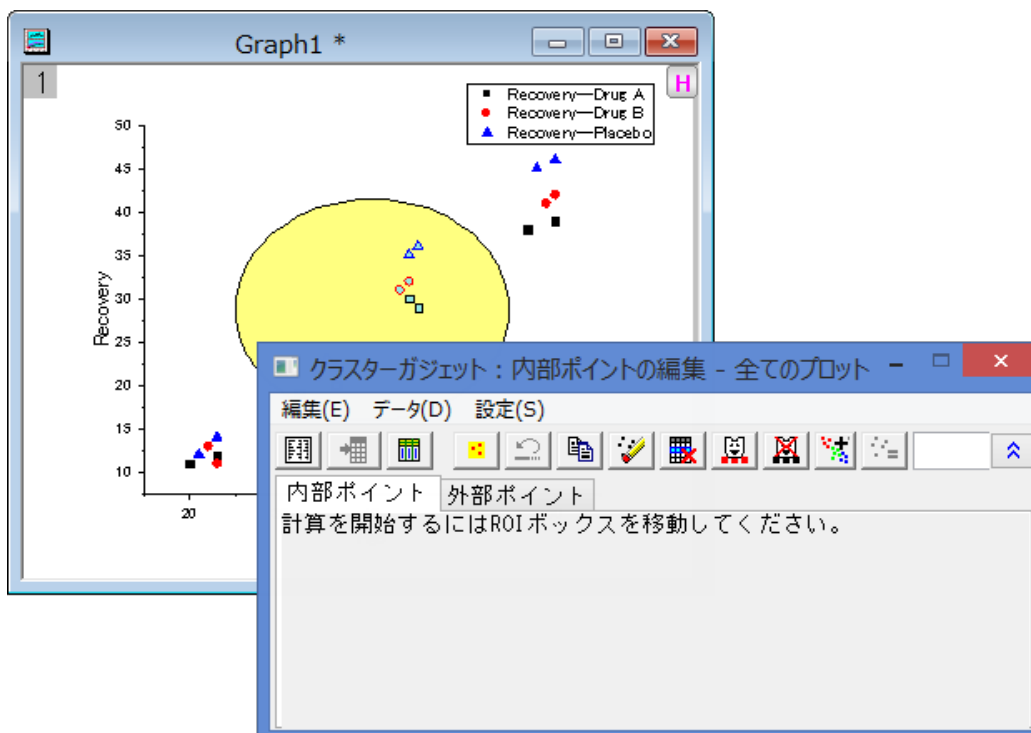 Graph1 *
1
H
Recovery—Drug A
Recovery—Drug B
Recovery—Placebo
50
45
40
35
30
25
20
15
10
Recovery
20
クラスターガジェット : 内部ポイントの編集 - 全てのプロット
編集(E) データ(D) 設定(S)
内部ポイント 外部ポイント
計算を開始するにはROIボックスを移動してください。